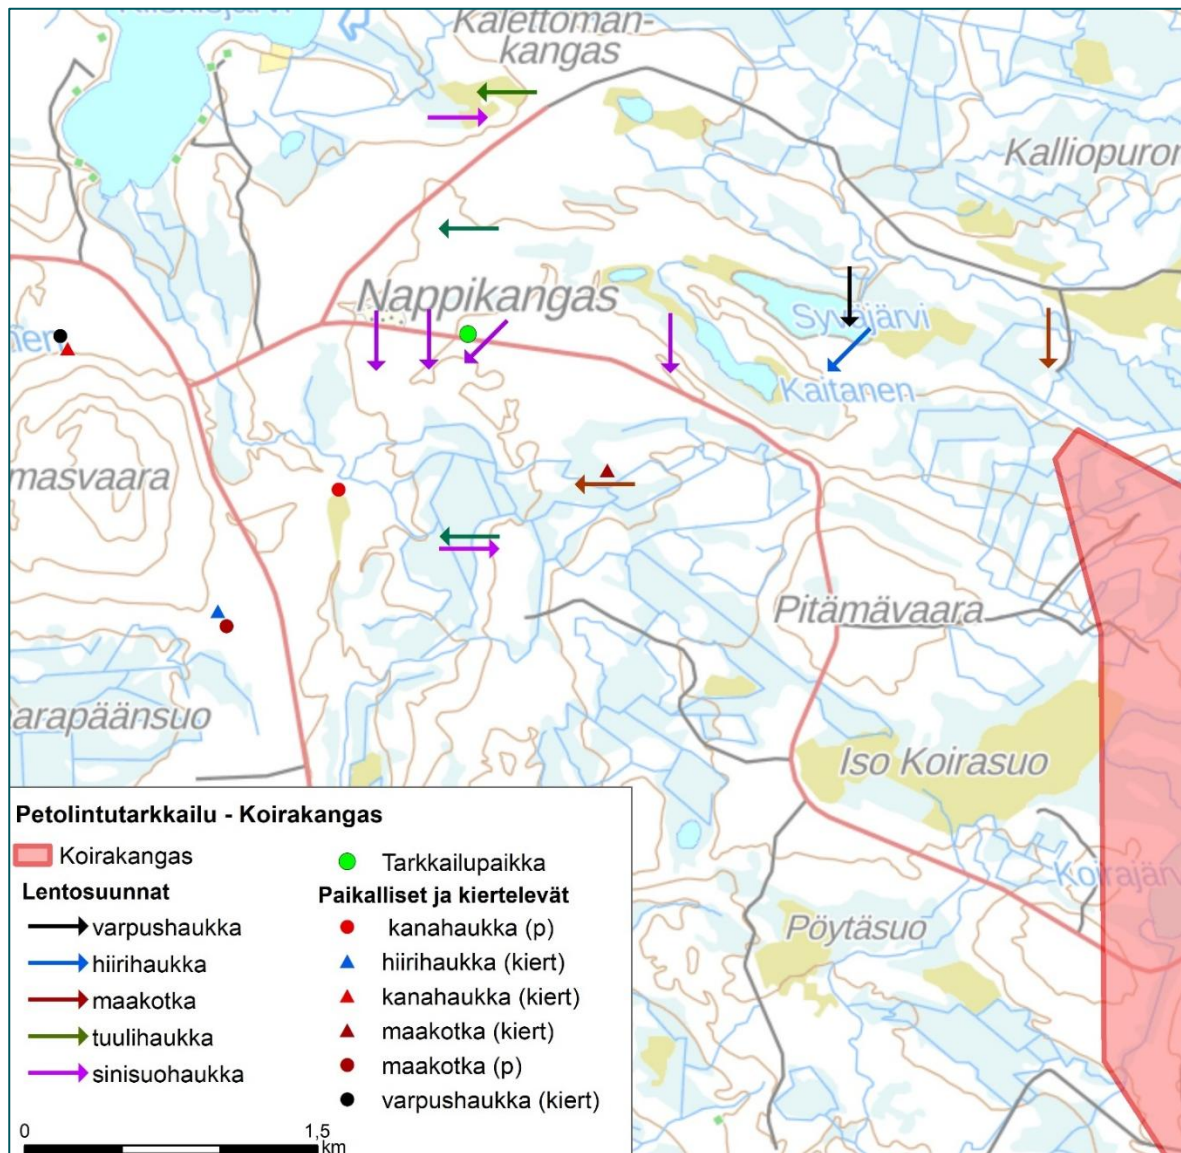 Kalettoman-
kangas
Kalliopuron
Nappikangas
Syväjärvi
Kaitanen
masvaara
Pitämävaara
arapäänsuo
Iso Koirasuo
Koirajärv
Pöytäsuo
Petolintutarkkailu - Koirakangas
Koirakangas
Lentosuunnat
varpushaukka
hiirihaukka
maakotka
tuulihaukka
sinisuohaukka
Tarkkailupaikka
Paikalliset ja kiertelevät
kanahaukka (p)
hiirihaukka (kiert)
kanahaukka (kiert)
maakotka (kiert)
maakotka (p)
varpushaukka (kiert)
0 1,5
km